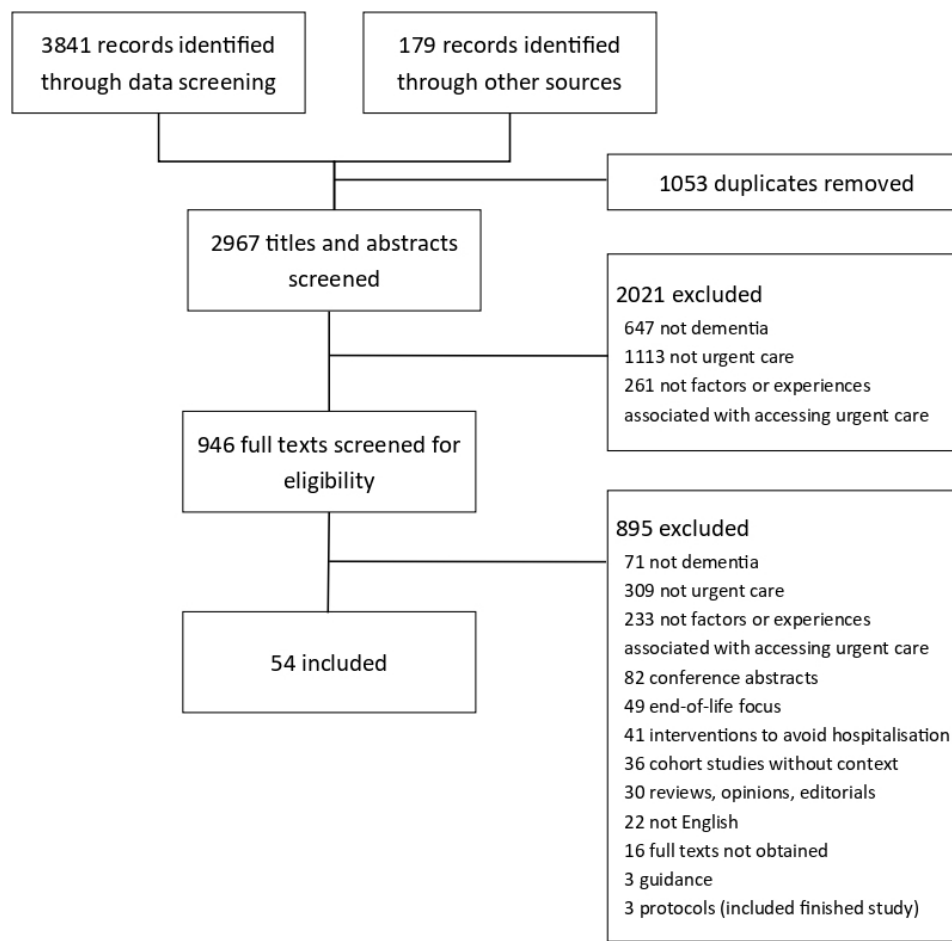 3841 records identified
through data screening
179 records identified
through other sources
1053 duplicates removed
2967 titles and abstracts
screened
2021 excluded
647 not dementia
1113 not urgent care
261 not factors or experiences
associated with accessing urgent care
946 full texts screened for
eligibility
895 excluded
71 not dementia
309 not urgent care
233 not factors or experiences
associated with accessing urgent care
82 conference abstracts
49 end-of-life focus
41 interventions to avoid hospitalisation
36 cohort studies without context
30 reviews, opinions, editorials
22 not English
16 full texts not obtained
3 guidance
3 protocols (included finished study)
54 included